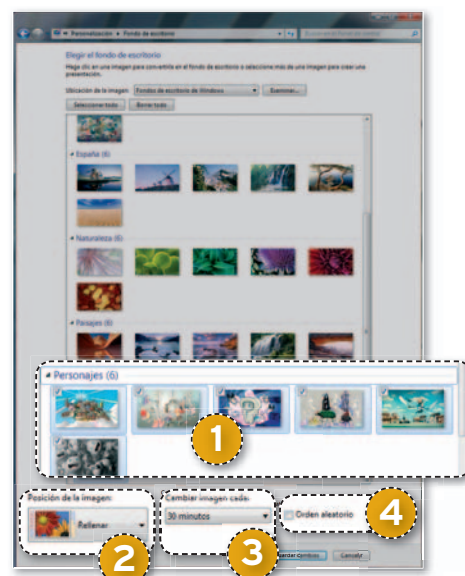 Personalización ▸ Fondo de escritorio
Elegir el fondo de escritorio
Haga clic en una imagen para convertirla en el fondo de escritorio o seleccione más de una imagen para crear una
presentación.
Ubicación de la imagen: Fondos de escritorio de Windows Examinar...
Seleccionar todo Borrar todo
España (6)
Naturaleza (6)
Paisajes (6)
Personajes (6)
1
Posición de la imagen: Cambiar imagen cada:
Rellenar 30 minutos Orden aleatorio
2 3 4
Guardar cambios Cancelar